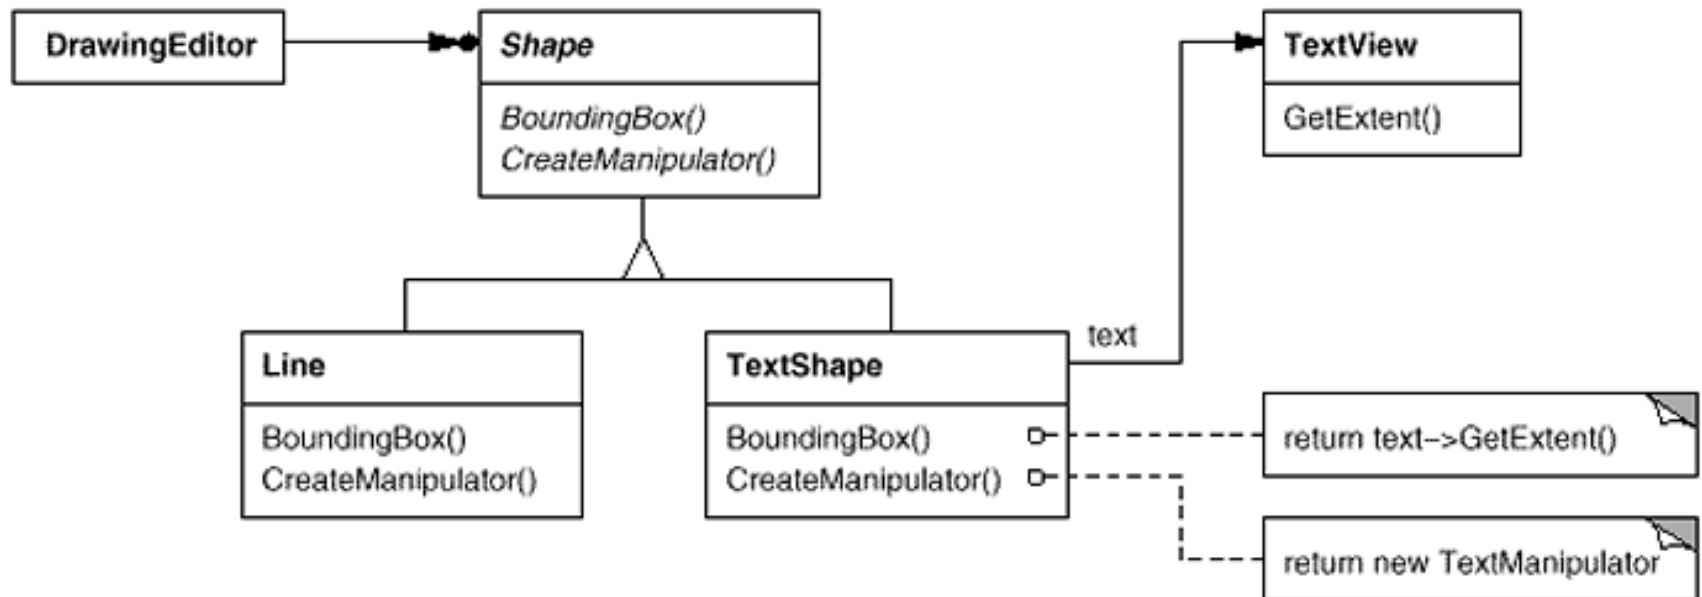 DrawingEditor
Shape
BoundingBox()
CreateManipulator()
TextView
GetExtent()
Line
BoundingBox()
CreateManipulator()
TextShape
BoundingBox()
CreateManipulator()
text
return text->GetExtent()
return new TextManipulator